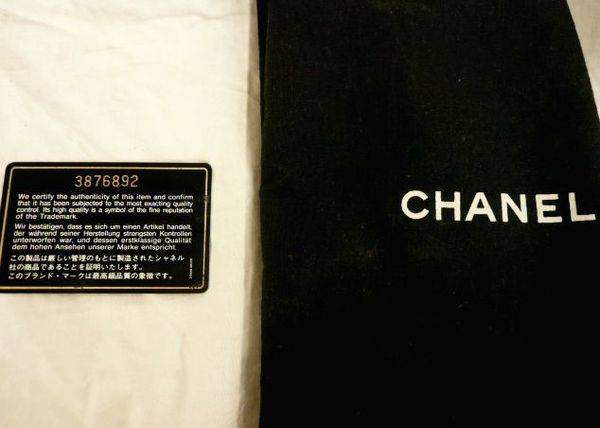 3876892
We certify the authenticity of this item and confirm
that it has been subjected to the most exacting quality
control. Its high quality is a symbol of the fine reputation
of the Trademark.
Wir bestätigen, dass es sich um einen Artikel handelt,
der während seiner Herstellung strengsten Kontrollen
unterworfen war, und dessen erstklassige Qualität
dem hohen Ansehen unserer Marke entspricht.
この製品は厳しい管理のもとに製造されたシャネル
社の商品であることを証明いたします。
このブランド・マークは最高級品質の象徴です。
CHANEL